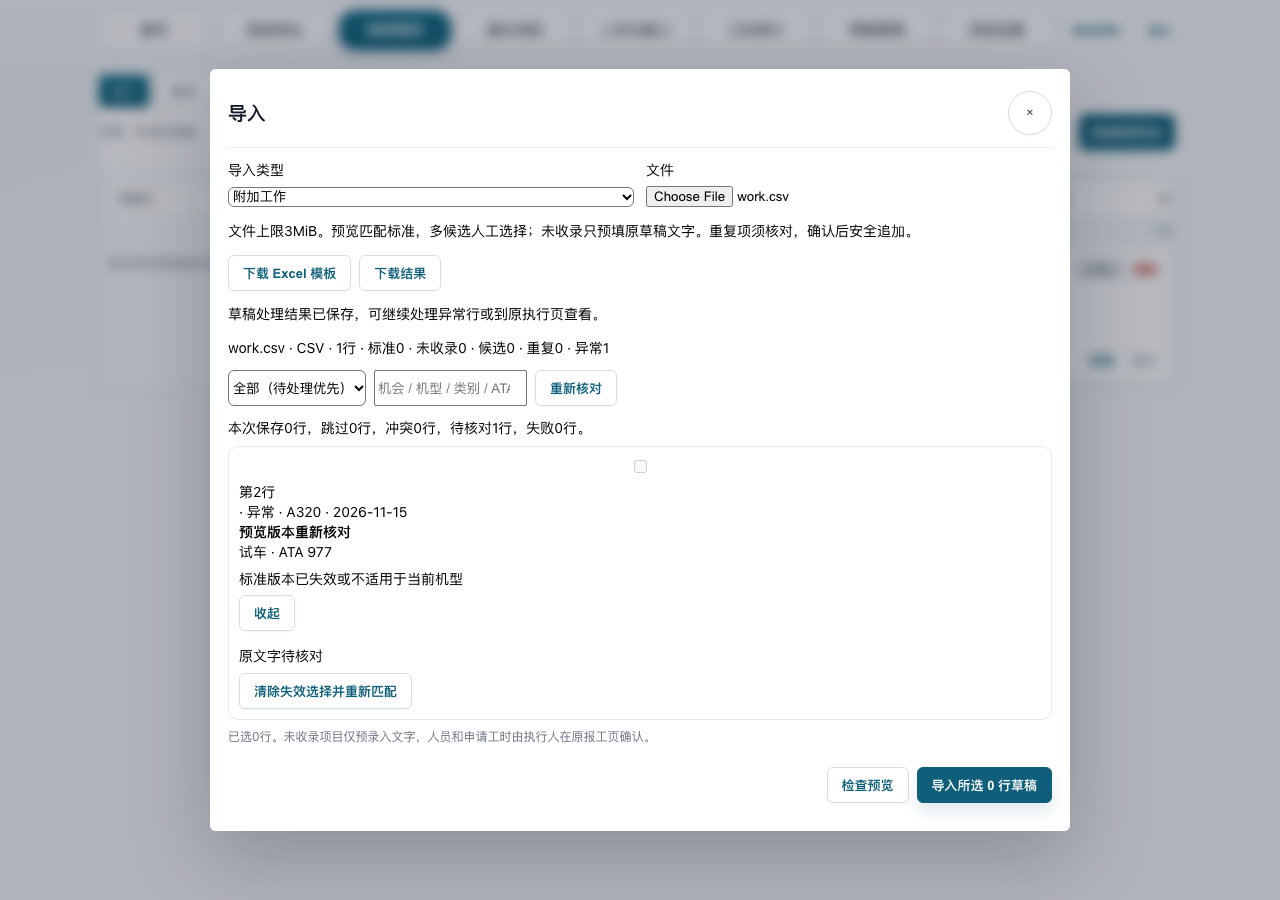 导入
×
导入类型
文件
附加工作
Choose File work.csv
文件上限3MiB。预览匹配标准，多候选人工选择；未收录只预填原草稿文字。重复项须核对，确认后安全追加。
下载 Excel 模板
下载结果
草稿处理结果已保存，可继续处理异常行或到原执行页查看。
work.csv · CSV · 1行 · 标准0 · 未收录0 · 候选0 · 重复0 · 异常1
全部（待处理优先）
机会 / 机型 / 类别 / ATA
重新核对
本次保存0行，跳过0行，冲突0行，待核对1行，失败0行。
第2行
· 异常 · A320 · 2026-11-15
预览版本重新核对
试车 · ATA 977
标准版本已失效或不适用于当前机型
收起
原文字待核对
清除失效选择并重新匹配
已选0行。未收录项目仅预录入文字，人员和申请工时由执行人在原报工页确认。
检查预览
导入所选 0 行草稿